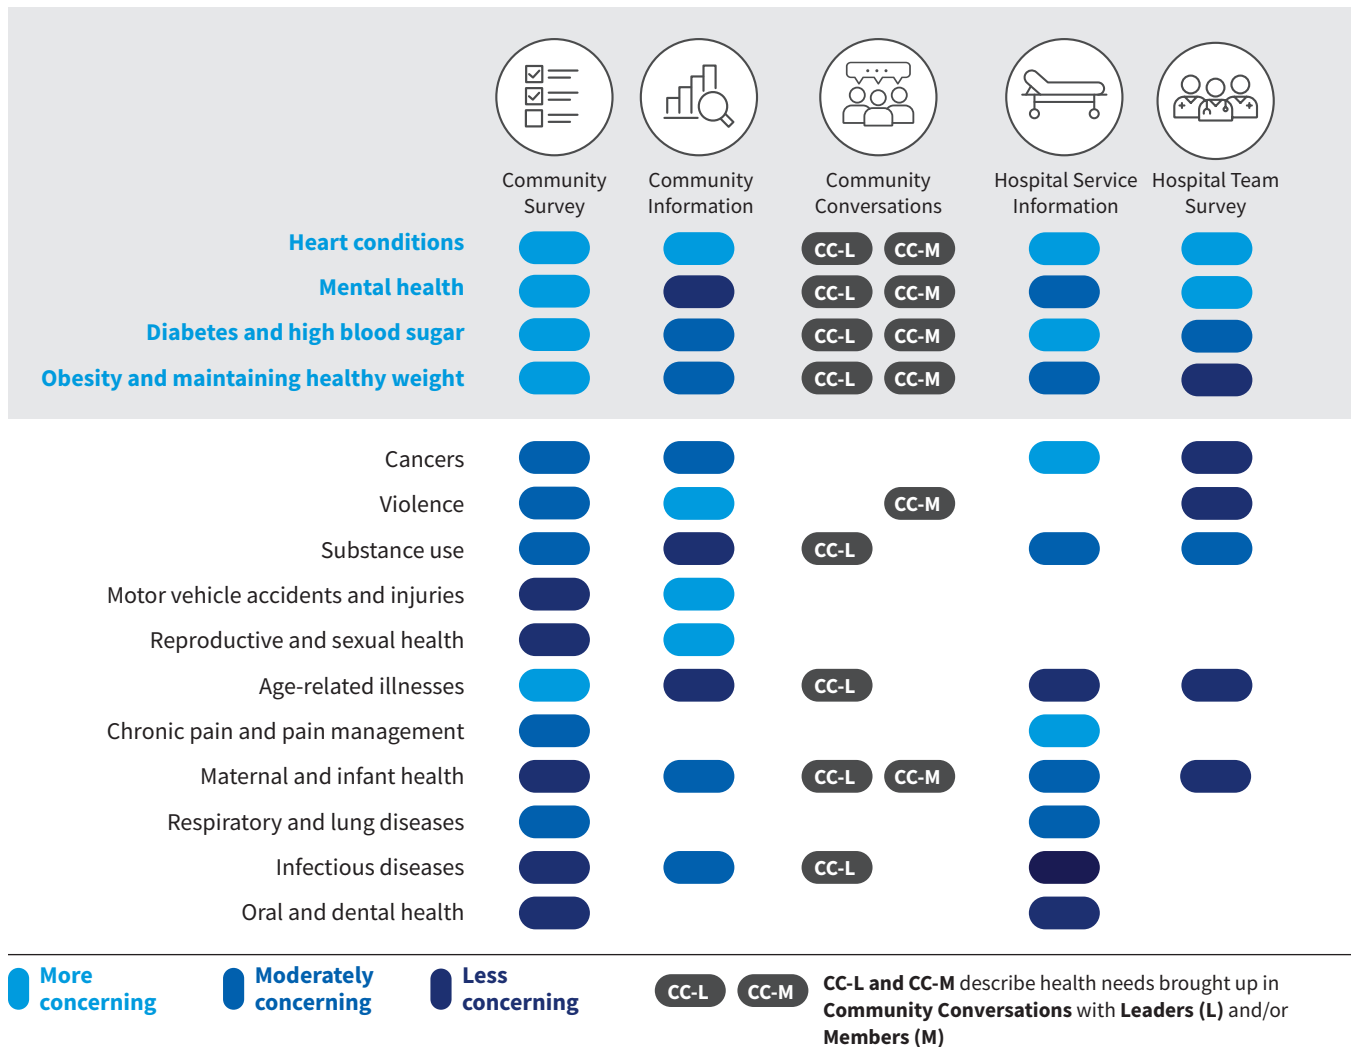 Community
Survey
Community
Information
Community
Conversations
Hospital Service
Information
Hospital Team
Survey
Heart conditions
CC-L CC-M
Mental health
CC-L CC-M
Diabetes and high blood sugar
CC-L CC-M
Obesity and maintaining healthy weight
CC-L CC-M
Cancers
Violence
CC-M
Substance use
CC-L
Motor vehicle accidents and injuries
Reproductive and sexual health
Age-related illnesses
CC-L
Chronic pain and pain management
Maternal and infant health
CC-L CC-M
Respiratory and lung diseases
Infectious diseases
CC-L
Oral and dental health
More
concerning
Moderately
concerning
Less
concerning
CC-L CC-M
CC-L and CC-M describe health needs brought up in
Community Conversations with Leaders (L) and/or
Members (M)